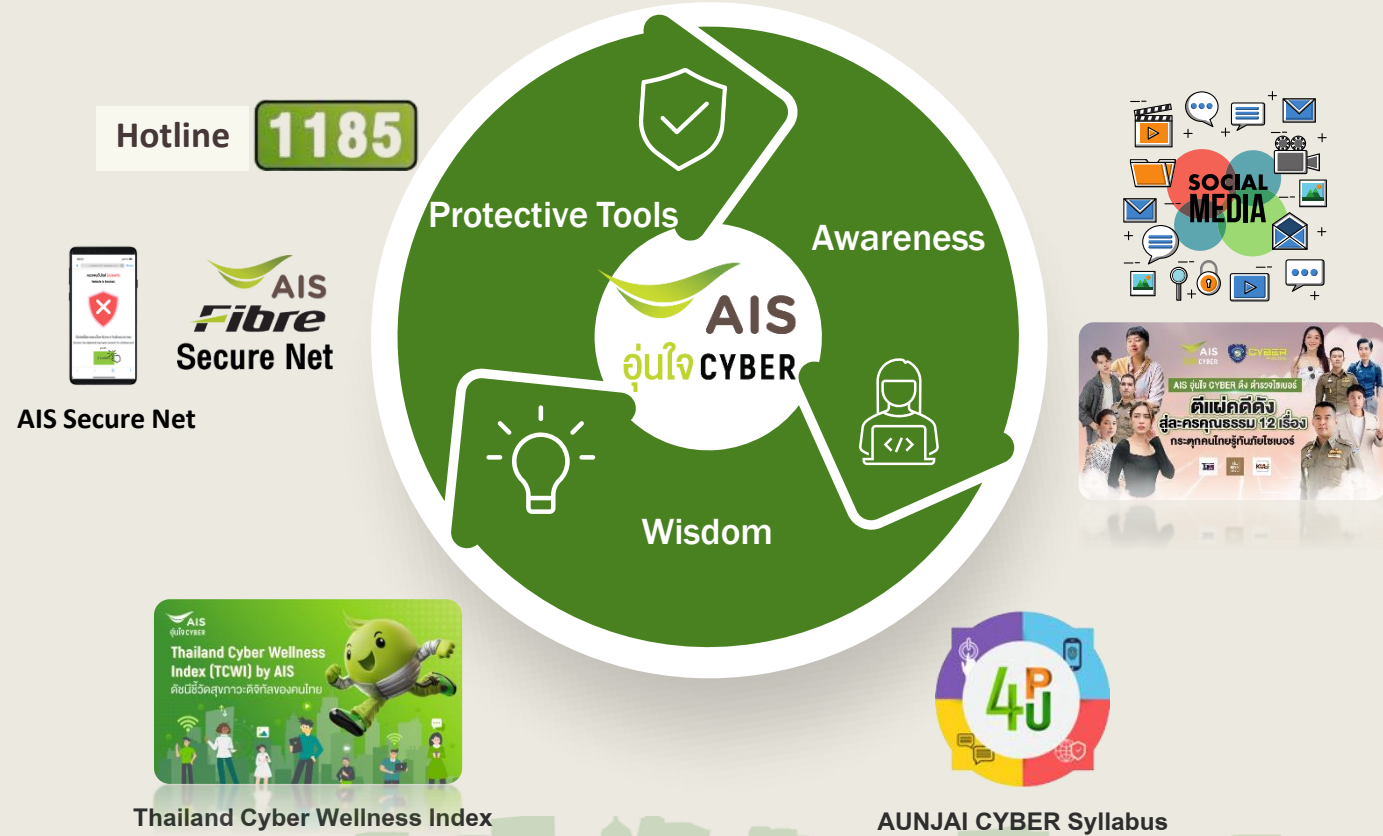 Hotline
1185
Protective Tools
Awareness
SOCIAL
MEDIA
AIS
Fibre
Secure Net
AIS Secure Net
AIS
อุ่นใจ CYBER
AIS
CYBER
AIS อุ่นใจ CYBER ดึง ตำรวจไซเบอร์
ตีแผ่คดีดัง
สู่ละครคุณธรรม 12 เรื่อง
กระตุกคนไทยรู้ทันภัยไซเบอร์
Wisdom
AIS
อุ่นใจ CYBER
Thailand Cyber Wellness
Index (TCWI) by AIS
ดัชนีชี้วัดสุขภาวะดิจิทัลของคนไทย
4PU
Thailand Cyber Wellness Index
AUNJAI CYBER Syllabus